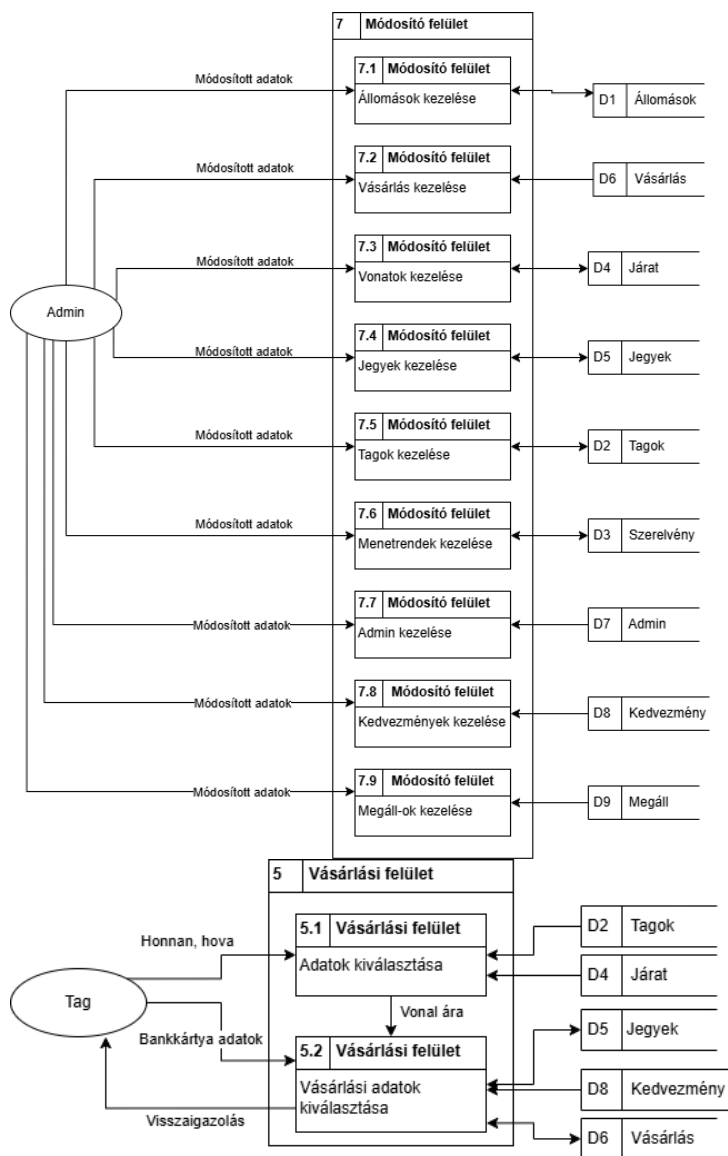 7 Módosító felület
Módosított adatok
7.1 Módosító felület
Állomások kezelése
D1 Állomások
Módosított adatok
7.2 Módosító felület
Vásárlás kezelése
D6 Vásárlás
Módosított adatok
7.3 Módosító felület
Vonatok kezelése
D4 Járat
Admin
Módosított adatok
7.4 Módosító felület
Jegyek kezelése
D5 Jegyek
Módosított adatok
7.5 Módosító felület
Tagok kezelése
D2 Tagok
Módosított adatok
7.6 Módosító felület
Menetrendek kezelése
D3 Szerelvény
Módosított adatok
7.7 Módosító felület
Admin kezelése
D7 Admin
Módosított adatok
7.8 Módosító felület
Kedvezmények kezelése
D8 Kedvezmény
Módosított adatok
7.9 Módosító felület
Megáll-ok kezelése
D9 Megáll
5 Vásárlási felület
Honnan, hova
5.1 Vásárlási felület
Adatok kiválasztása
D2 Tagok
D4 Járat
Tag
Vonal ára
Bankkártya adatok
5.2 Vásárlási felület
Vásárlási adatok
kiválasztása
Visszaigazolás
D5 Jegyek
D8 Kedvezmény
D6 Vásárlás